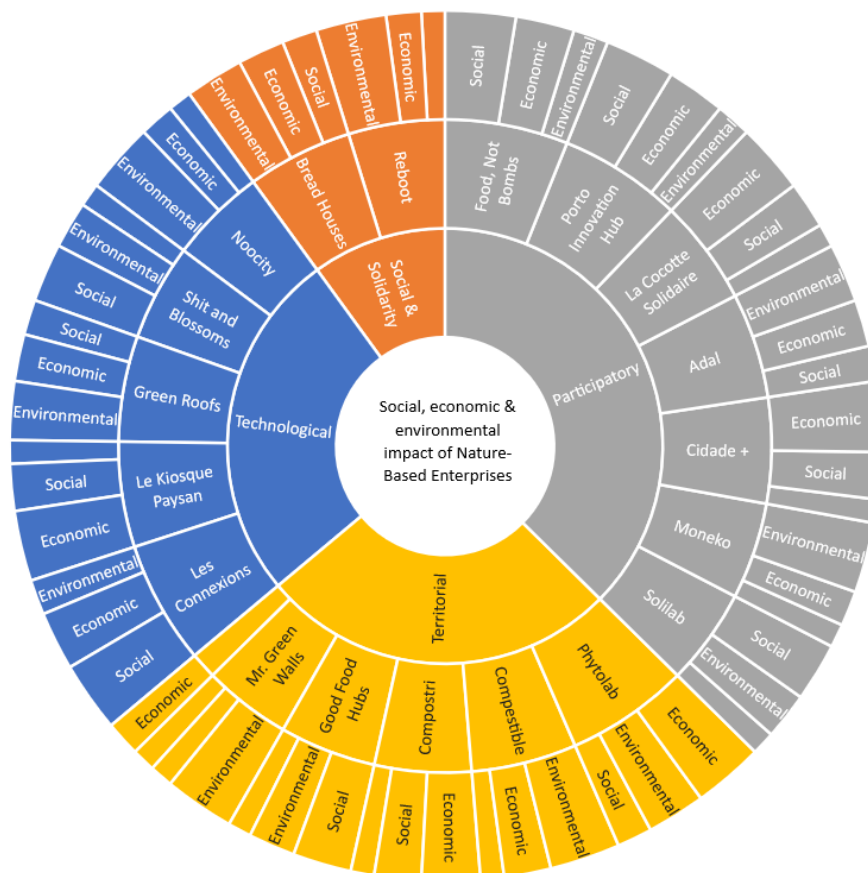 Social, economic &
environmental
impact of Nature-
Based Enterprises
Participatory
Food, Not
Bombs
Social
Economic
Environmental
Porto
Innovation
Hub
Social
Economic
Environmental
La Cocotte
Solidaire
Economic
Social
Adal
Environmental
Economic
Social
Cidade +
Economic
Social
Moneko
Environmental
Economic
Solilab
Social
Environmental
Territorial
Phytolab
Economic
Environmental
Social
Compestible
Environmental
Economic
Compostri
Economic
Social
Good Food
Hubs
Social
Environmental
Mr. Green
Walls
Environmental
Economic
Technological
Les
Connexions
Social
Economic
Environmental
Le Kiosque
Paysan
Economic
Social
Green Roofs
Environmental
Economic
Social
Shit and
Blossoms
Social
Environmental
Noocity
Environmental
Economic
Social &
Solidarity
Bread Houses
Environmental
Economic
Social
Reboot
Environmental
Economic